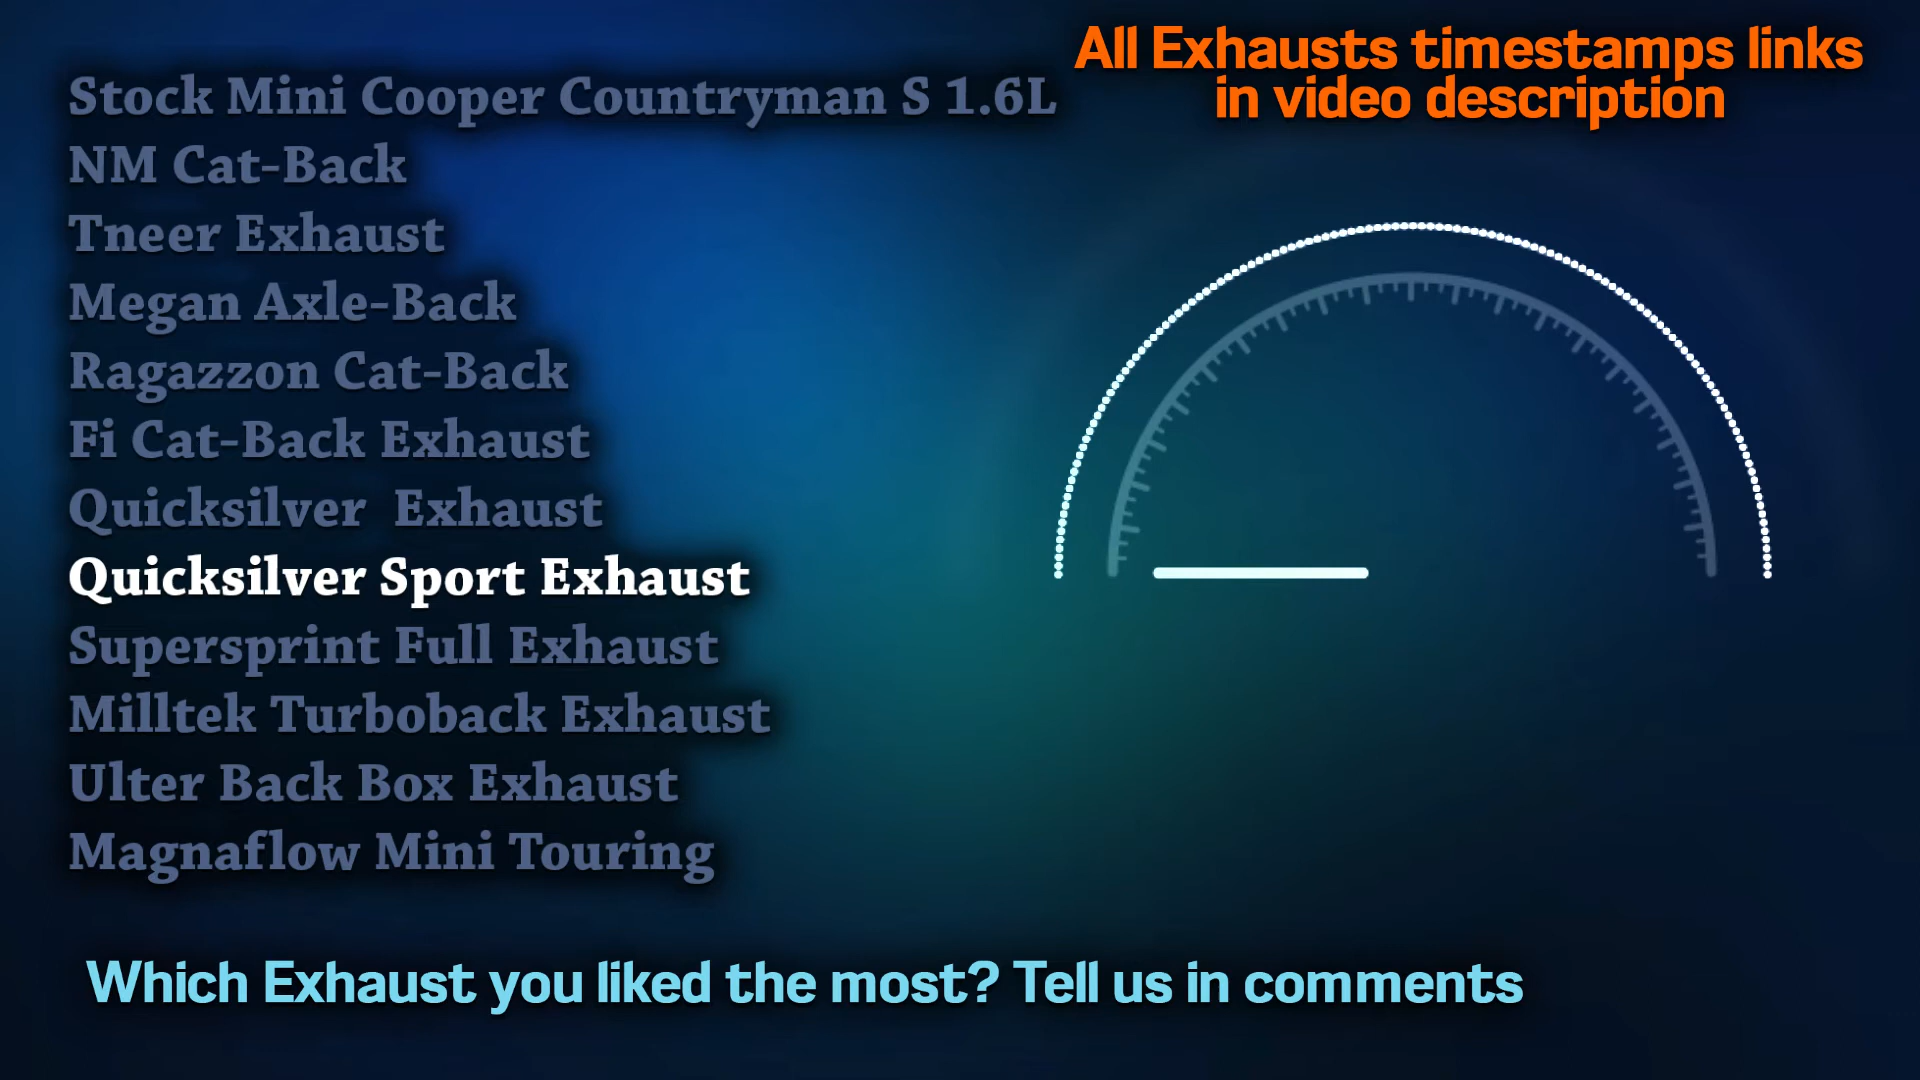 All Exhausts timestamps links
in video description
Stock Mini Cooper Countryman S 1.6L
NM Cat-Back
Tneer Exhaust
Megan Axle-Back
Ragazzon Cat-Back
Fi Cat-Back Exhaust
Quicksilver  Exhaust
Quicksilver Sport Exhaust
Supersprint Full Exhaust
Milltek Turboback Exhaust
Ulter Back Box Exhaust
Magnaflow Mini Touring
Which Exhaust you liked the most? Tell us in comments